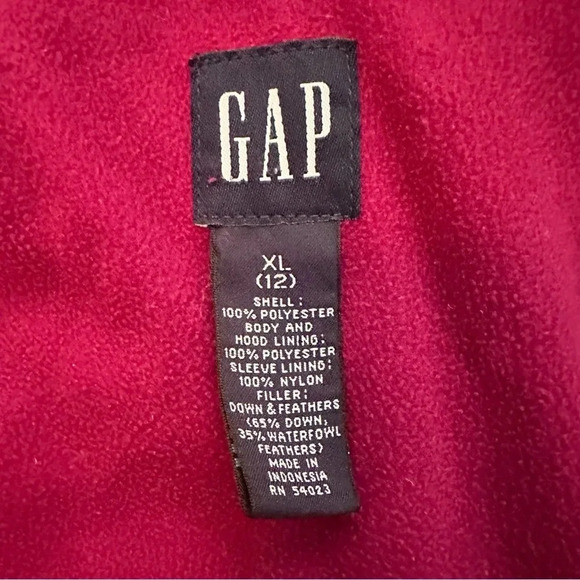 GAP
XL
(12)
SHELL:
100% POLYESTER
BODY AND
HOOD LINING:
100% POLYESTER
SLEEVE LINING:
100% NYLON
FILLER:
DOWN & FEATHERS
(65% DOWN,
35% WATERFOWL
FEATHERS)
MADE IN
INDONESIA
RN 54023